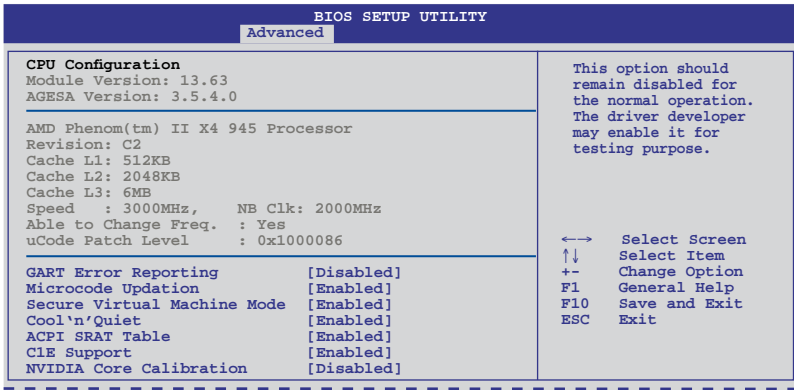 BIOS SETUP UTILITY
Advanced
CPU Configuration
Module Version: 13.63
AGESA Version: 3.5.4.0
AMD Phenom(tm) II X4 945 Processor
Revision: C2
Cache L1: 512KB
Cache L2: 2048KB
Cache L3: 6MB
Speed : 3000MHz, NB Clk: 2000MHz
Able to Change Freq. : Yes
uCode Patch Level : 0x1000086
GART Error Reporting [Disabled]
Microcode Updation [Enabled]
Secure Virtual Machine Mode [Enabled]
Cool‘n’Quiet [Enabled]
ACPI SRAT Table [Enabled]
C1E Support [Enabled]
NVIDIA Core Calibration [Disabled]
This option should
remain disabled for
the normal operation.
The driver developer
may enable it for
testing purpose.
←→ Select Screen
↑↓ Select Item
+- Change Option
F1 General Help
F10 Save and Exit
ESC Exit